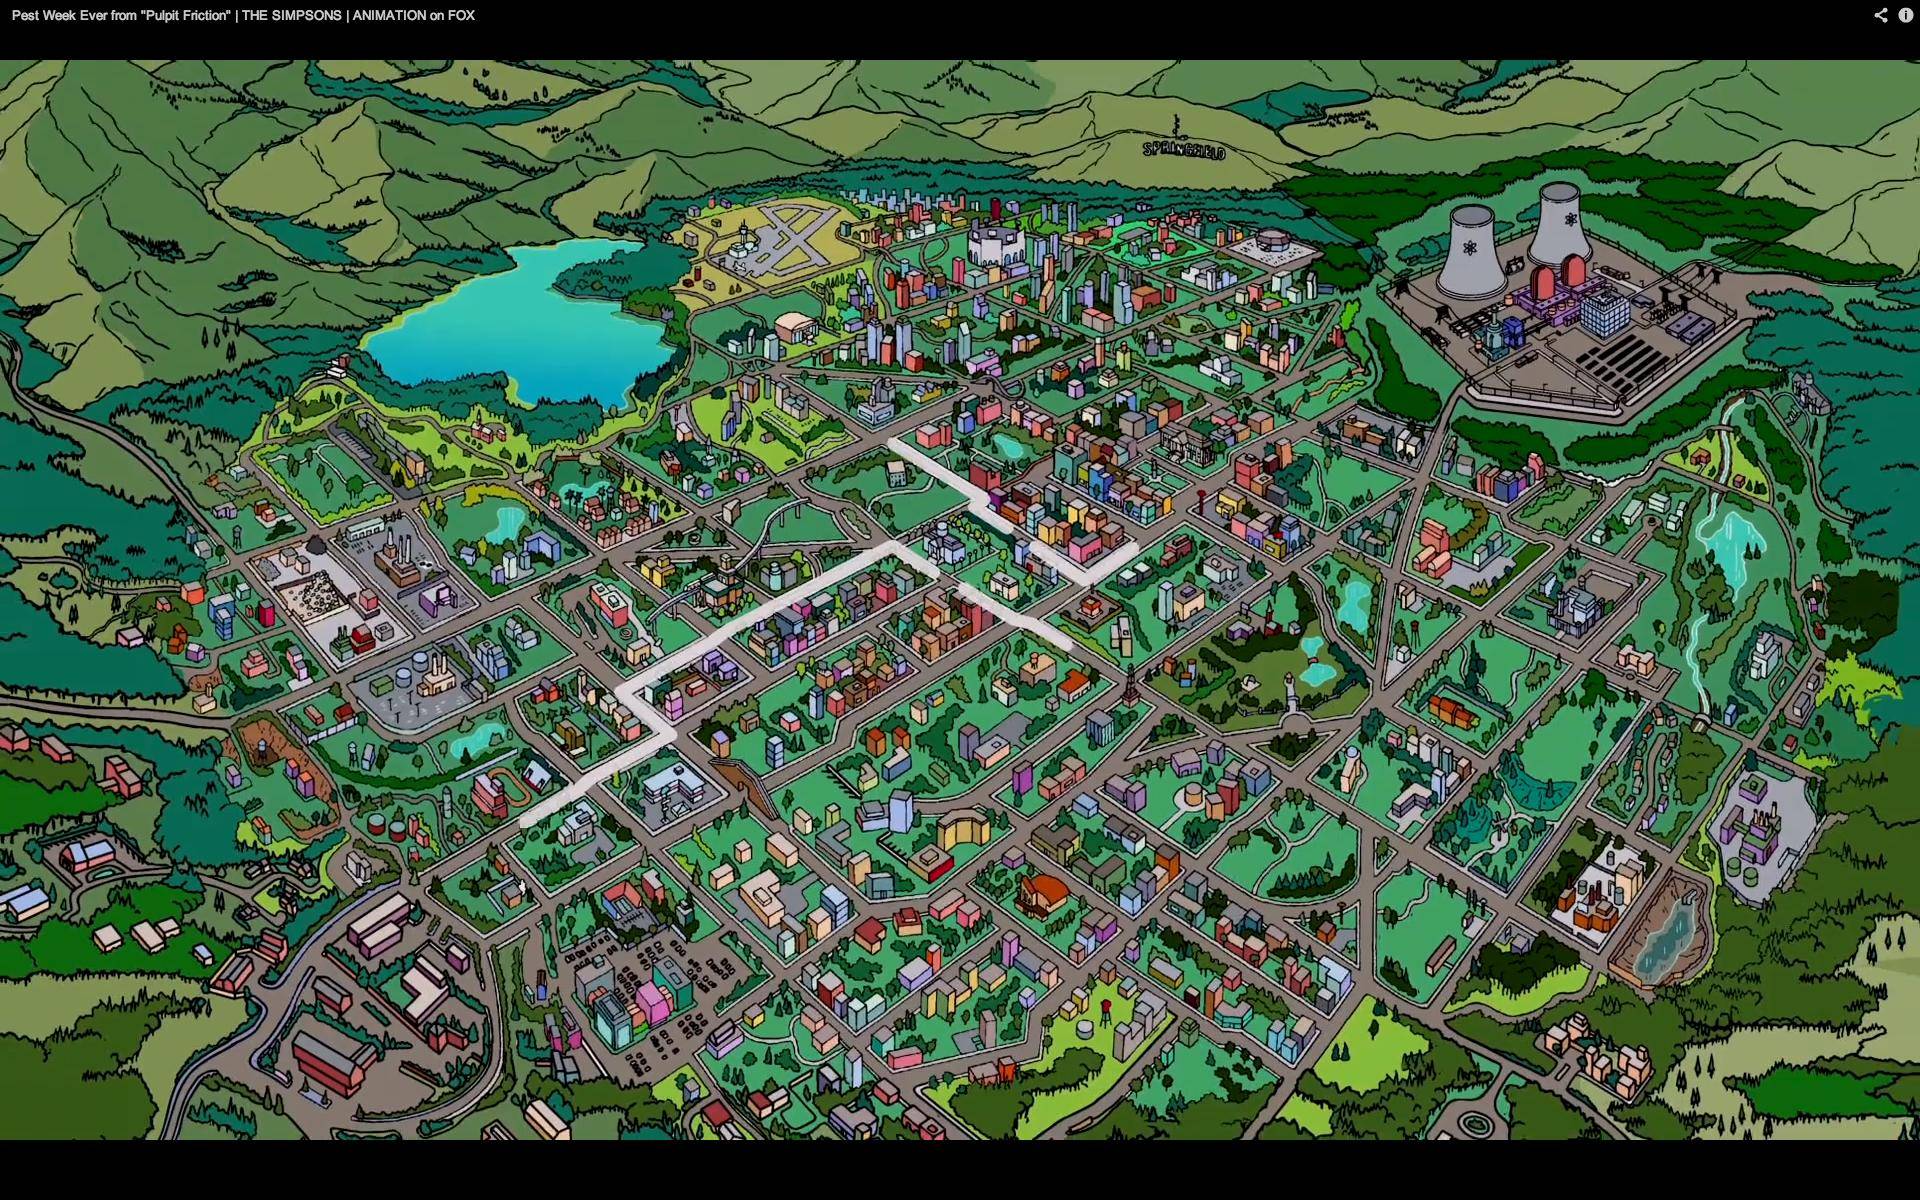 Pest Week Ever from "Pulpit Friction" | THE SIMPSONS | ANIMATION on FOX
SPRINGFIELD